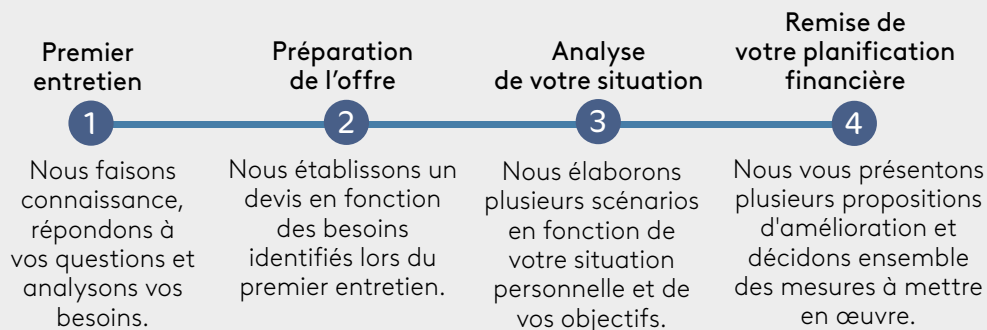 Premier
entretien
1
Nous faisons
connaissance,
répondons à
vos questions et
analysons vos
besoins.
Préparation
de l’offre
2
Nous établissons un
devis en fonction
des besoins
identifiés lors du
premier entretien.
Analyse
de votre situation
3
Nous élaborons
plusieurs scénarios
en fonction de
votre situation
personnelle et de
vos objectifs.
Remise de
votre planification
financière
4
Nous vous présentons
plusieurs propositions
d'amélioration et
décidons ensemble
des mesures à mettre
en œuvre.